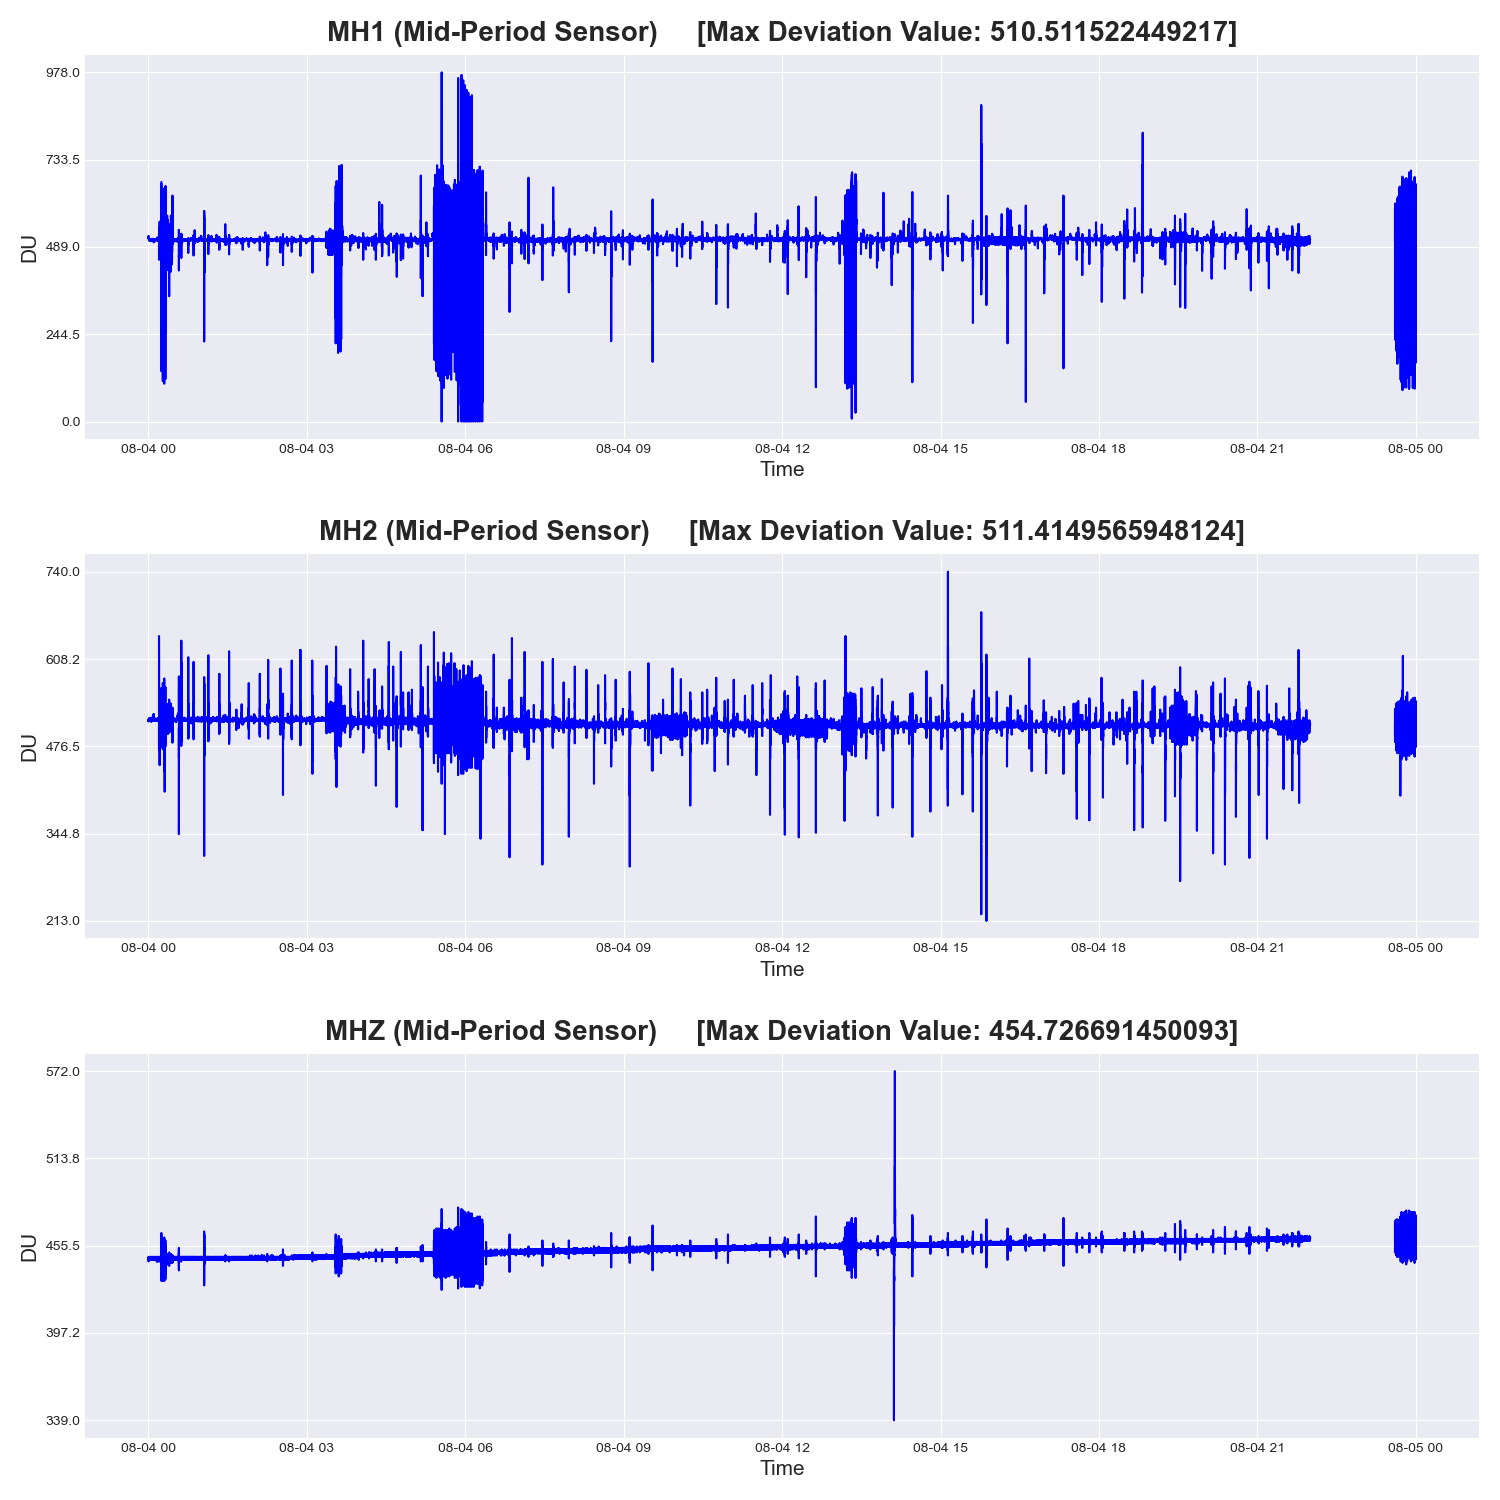 MH1 (Mid-Period Sensor)     [Max Deviation Value: 510.511522449217]
978.0
733.5
489.0
244.5
0.0
DU
08-04 00 08-04 03 08-04 06 08-04 09 08-04 12 08-04 15 08-04 18 08-04 21 08-05 00
Time
MH2 (Mid-Period Sensor)     [Max Deviation Value: 511.4149565948124]
740.0
608.2
476.5
344.8
213.0
DU
08-04 00 08-04 03 08-04 06 08-04 09 08-04 12 08-04 15 08-04 18 08-04 21 08-05 00
Time
MHZ (Mid-Period Sensor)     [Max Deviation Value: 454.726691450093]
572.0
513.8
455.5
397.2
339.0
DU
08-04 00 08-04 03 08-04 06 08-04 09 08-04 12 08-04 15 08-04 18 08-04 21 08-05 00
Time